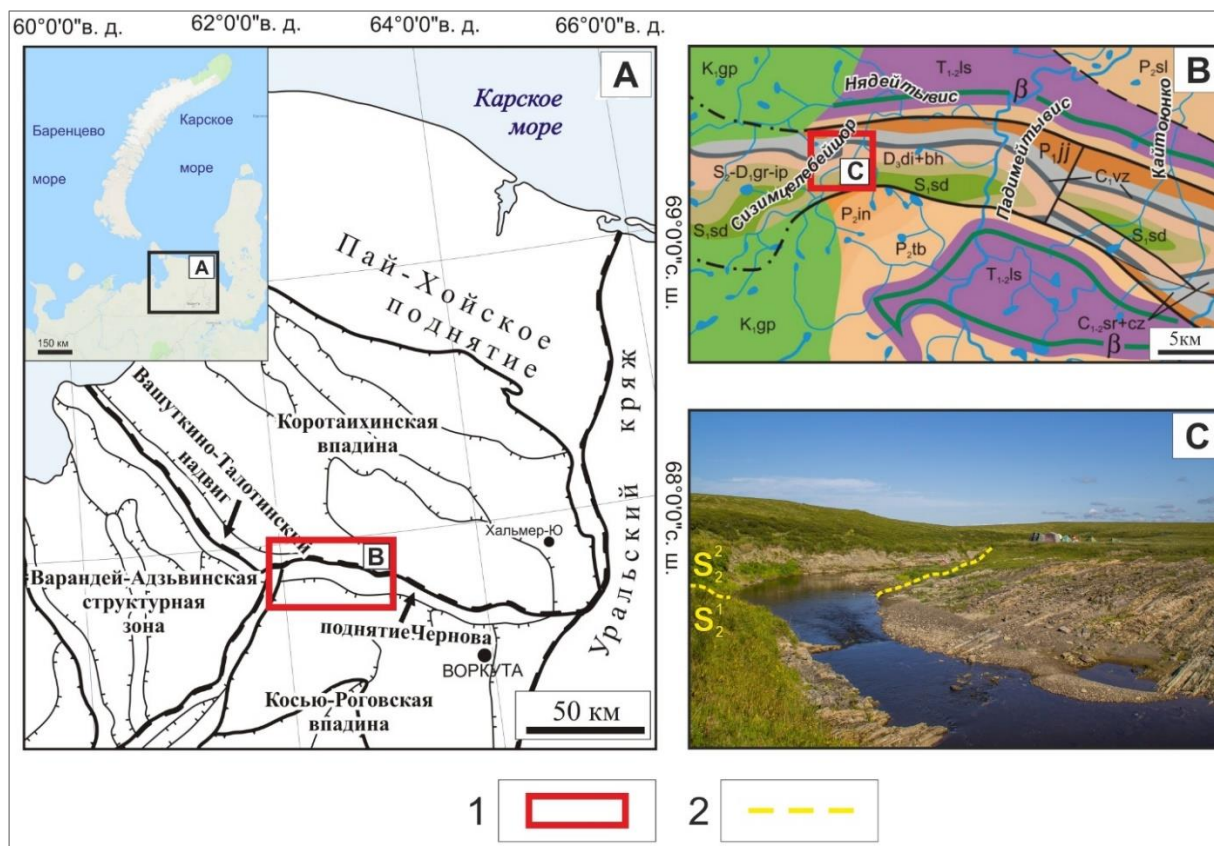 60°0'0"в. д. 62°0'0"в. д. 64°0'0"в. д. 66°0'0"в. д.
A
Карское
море
Баренцево
море
Карское
море
A
150 км
69°0'0"с. ш.
68°0'0"с. ш.
Пай-Хойское
поднятие
Коротаихинская
впадина
Вашуткино-Талотинский
надвиг
Хальмер-Ю
Уральский кряж
B
Варандей-Адзьвинская
структурная
зона
поднятие Чернова
ВОРКУТА
Косью-Роговская
впадина
50 км
B
K₁gp
T₁₋₂ls
P₂sl
Нядейтывис
β
Кайтоюнко
Падимейтывис
P₁jj
S₂-D₁gr-ip
C
D₃di+bh
C₁vz
Сизимцелебейшор
S₁sd
S₁sd
S₁sd
P₂in
P₂tb
T₁₋₂ls
K₁gp
C₁₋₂sr+cz
β
5км
C
S₂²
S₂¹
1
2